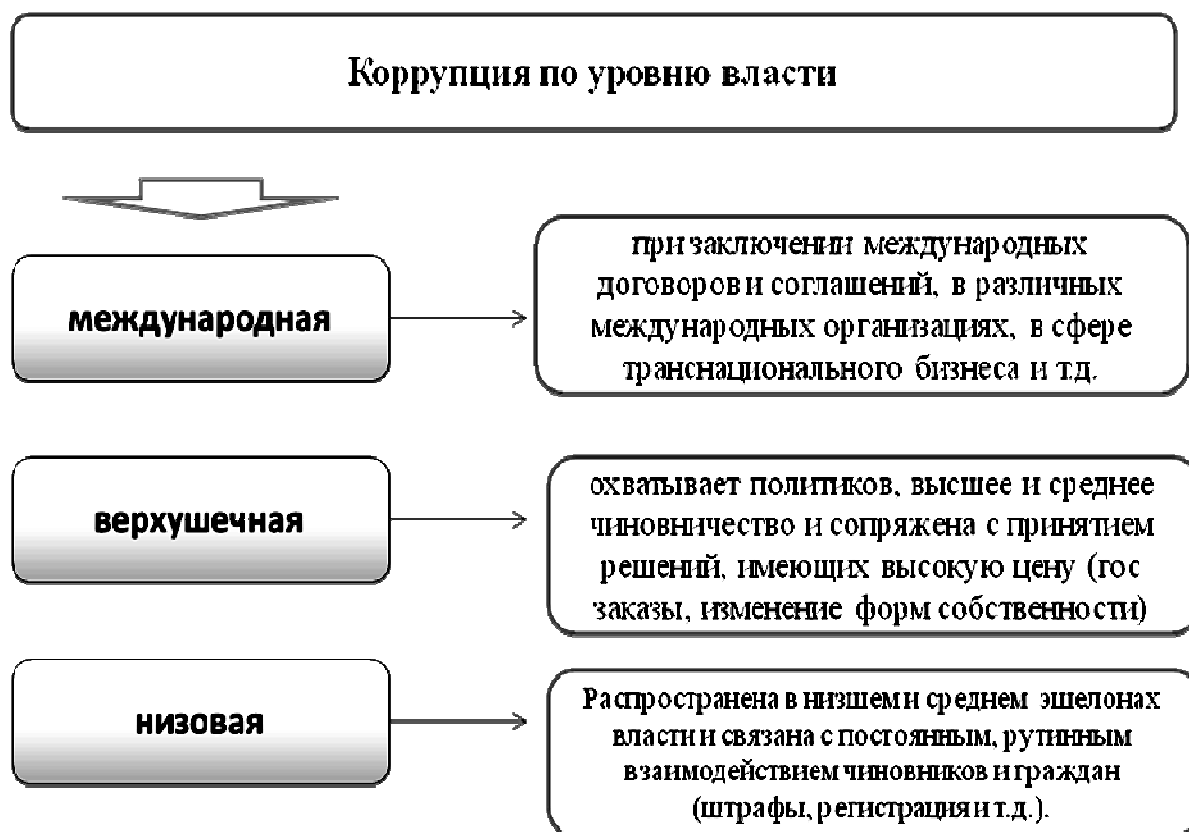 Коррупция по уровню власти
международная
при заключении международных
договоров и соглашений, в различных
международных организациях, в сфере
транснационального бизнеса и т.д.
верхушечная
охватывает политиков, высшее и среднее
чиновничество и сопряжена с принятием
решений, имеющих высокую цену (гос
заказы, изменение форм собственности)
низовая
Распространена в низшем и среднем эшелонах
власти и связана с постоянным, рутинным
взаимодействием чиновников и граждан
(штрафы, регистрация и т.д.).